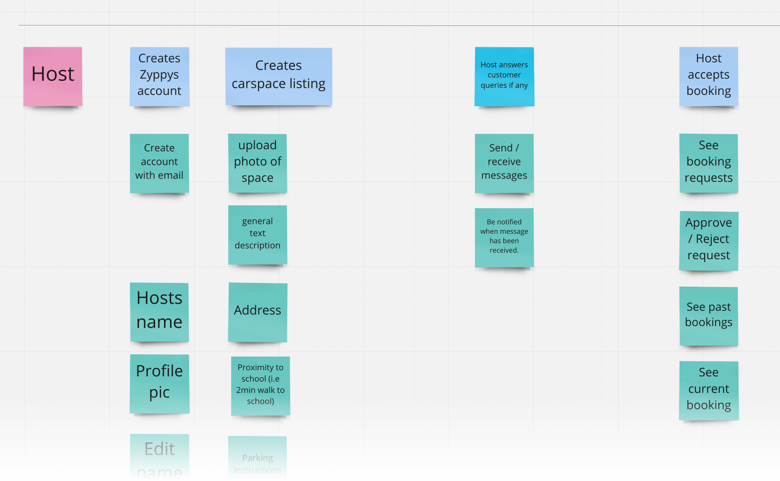 Host
Creates
Zyppys
account
Creates
carspace listing
Host answers
customer
queries if any
Host
accepts
booking
Create
account
with email
upload
photo of
space
Send /
receive
messages
See
booking
requests
general
text
description
Be notified
when message
has been
received.
Approve
/ Reject
request
Hosts
name
Address
See past
bookings
Profile
pic
Proximity to
school (i.e
2min walk to
school)
See
current
booking
Edit
name
Parking
instructions